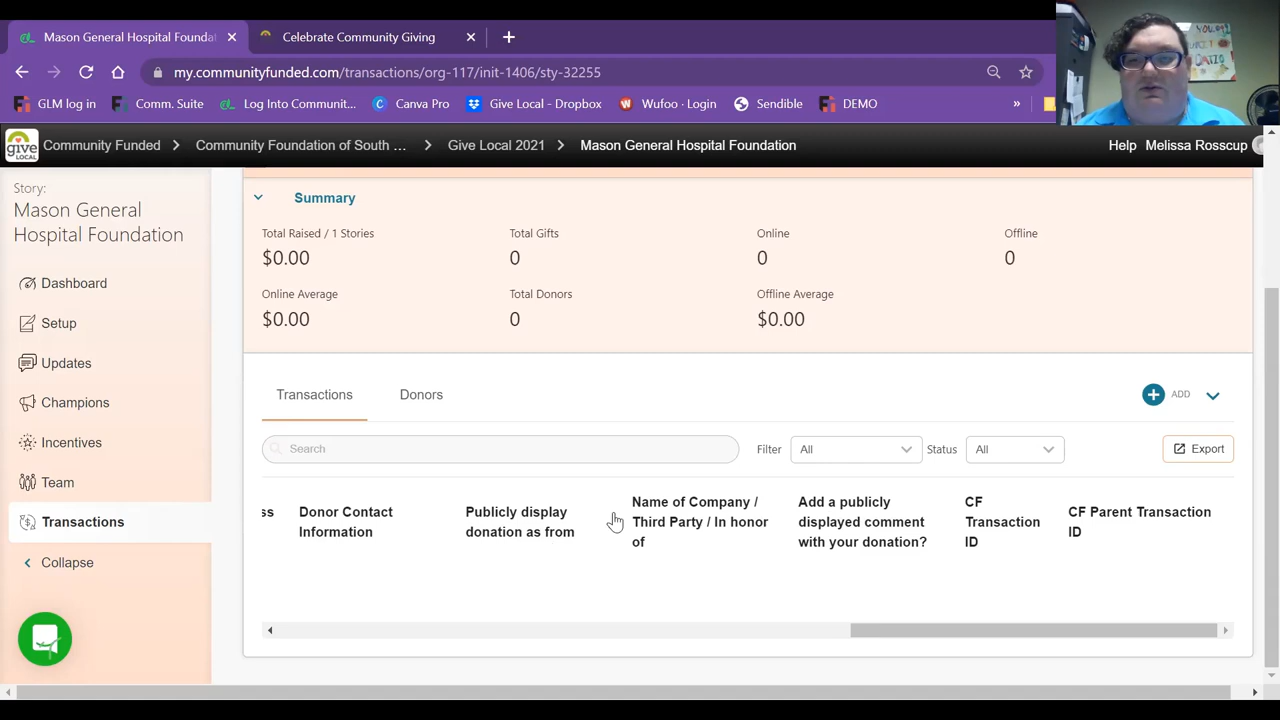 Mason General Hospital Foundat
Celebrate Community Giving
my.communityfunded.com/transactions/org-117/init-1406/sty-32255
GLM log in
Comm. Suite
Log Into Communit...
Canva Pro
Give Local - Dropbox
Wufoo · Login
Sendible
DEMO
»
give LOCAL
Community Funded
Community Foundation of South ...
Give Local 2021
Mason General Hospital Foundation
Help
Melissa Rosscup
Story:
Mason General
Hospital Foundation
Dashboard
Setup
Updates
Champions
Incentives
Team
Transactions
Collapse
Summary
Total Raised / 1 Stories
$0.00
Total Gifts
0
Online
0
Offline
0
Online Average
$0.00
Total Donors
0
Offline Average
$0.00
Transactions
Donors
ADD
Search
Filter
All
Status
All
Export
ss
Donor Contact
Information
Publicly display
donation as from
Name of Company /
Third Party / In honor
of
Add a publicly
displayed comment
with your donation?
CF
Transaction
ID
CF Parent Transaction
ID